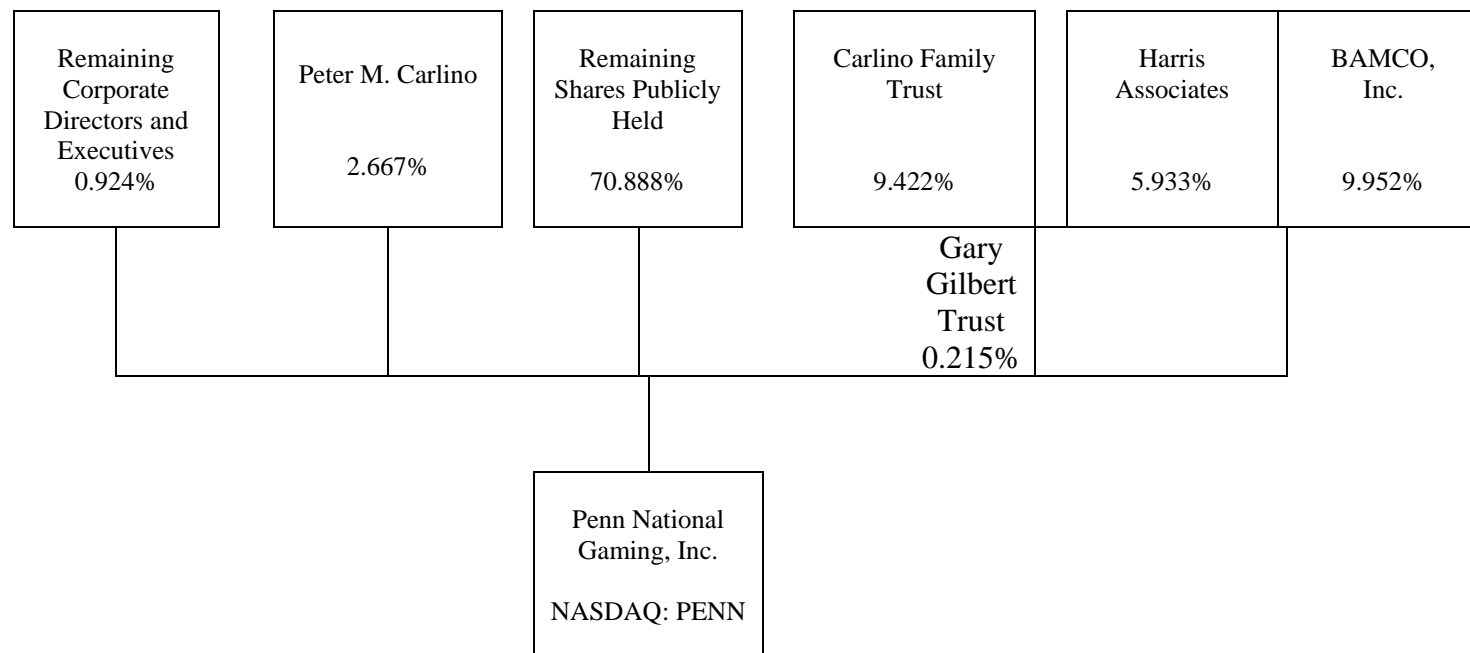 Remaining
Corporate
Directors and
Executives
0.924%
Peter M. Carlino
2.667%
Remaining
Shares Publicly
Held
70.888%
Carlino Family
Trust
9.422%
Harris
Associates
5.933%
BAMCO,
Inc.
9.952%
Gary
Gilbert
Trust
0.215%
Penn National
Gaming, Inc.
NASDAQ: PENN